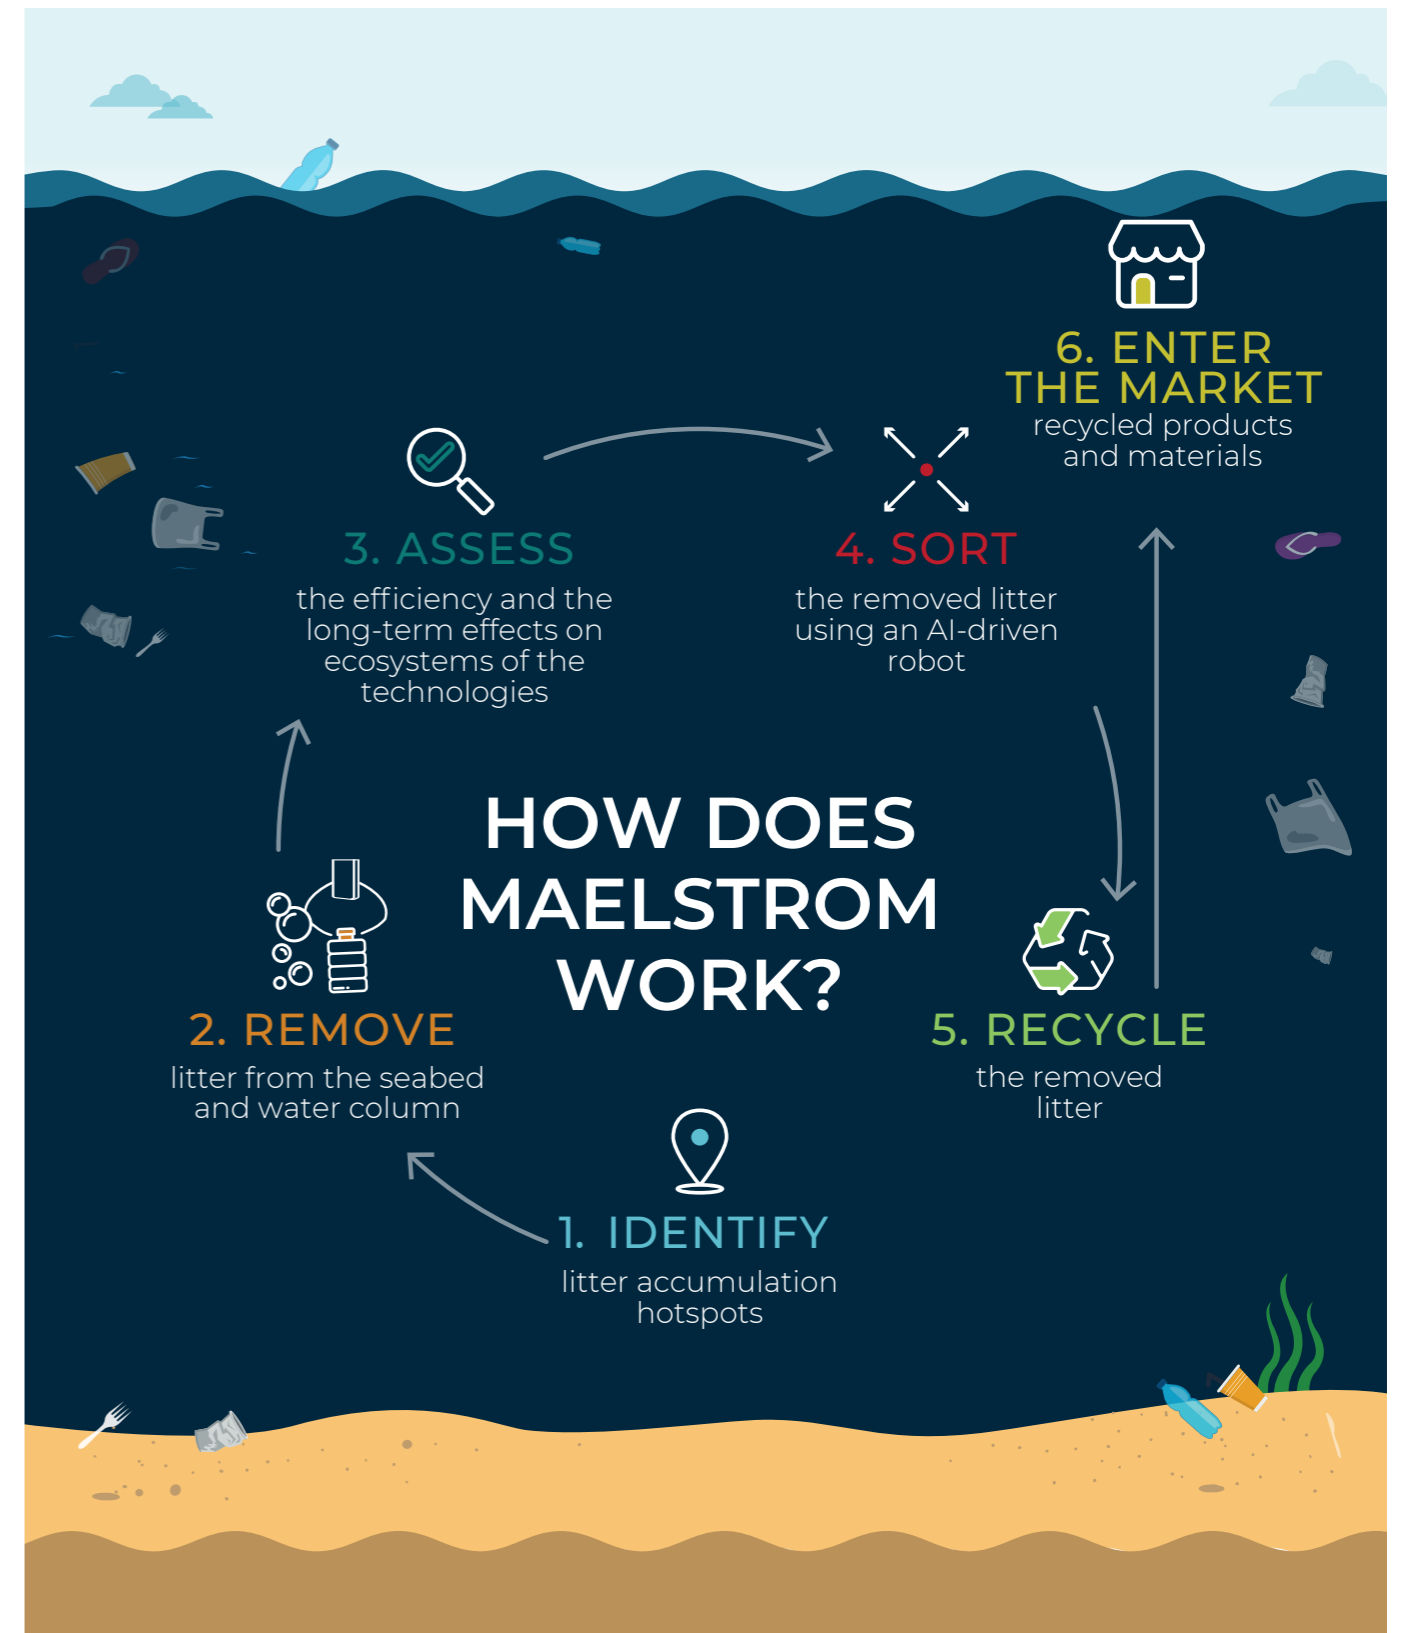 HOW DOES
MAELSTROM
WORK?
1. IDENTIFY
litter accumulation
hotspots
2. REMOVE
litter from the seabed
and water column
3. ASSESS
the efficiency and the
long-term effects on
ecosystems of the
technologies
4. SORT
the removed litter
using an AI-driven
robot
5. RECYCLE
the removed
litter
6. ENTER
THE MARKET
recycled products
and materials